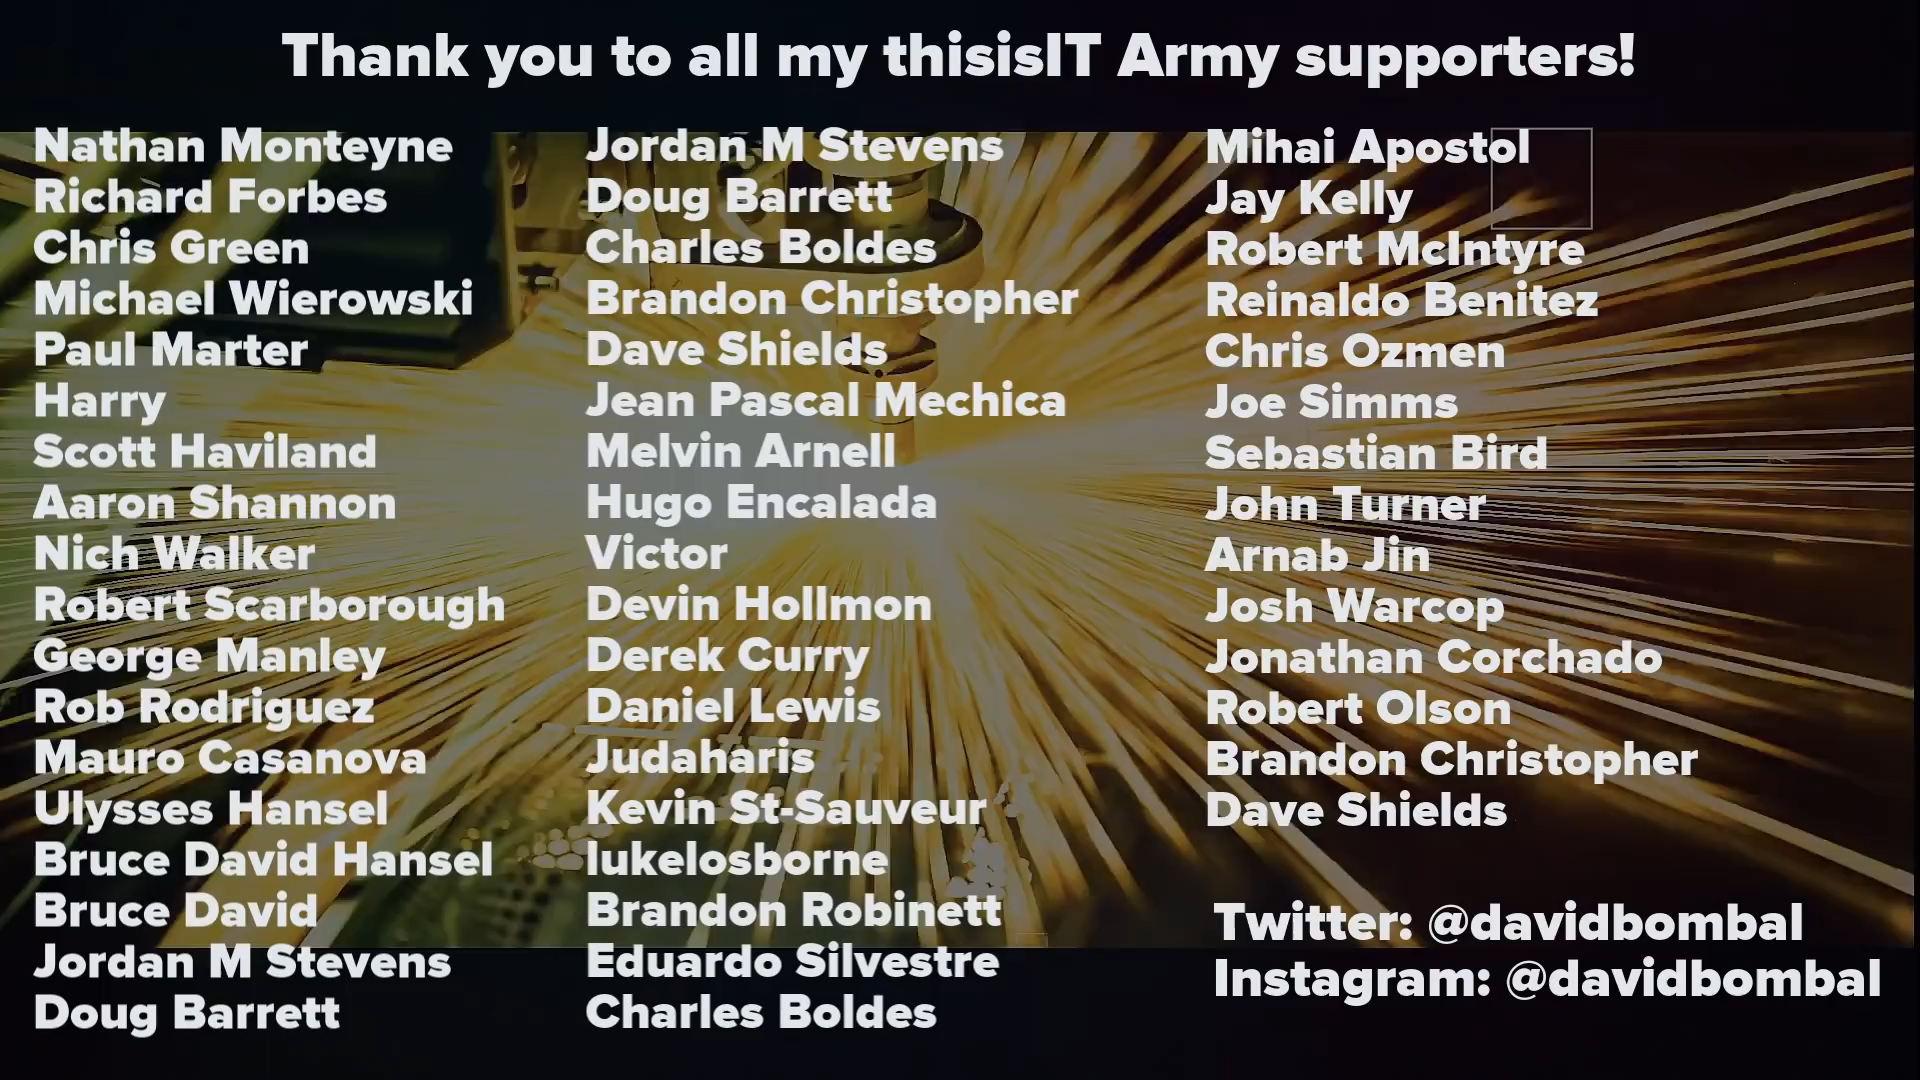 Thank you to all my thisisIT Army supporters!
Nathan Monteyne
Richard Forbes
Chris Green
Michael Wierowski
Paul Marter
Harry
Scott Haviland
Aaron Shannon
Nich Walker
Robert Scarborough
George Manley
Rob Rodriguez
Mauro Casanova
Ulysses Hansel
Bruce David Hansel
Bruce David
Jordan M Stevens
Doug Barrett
Jordan M Stevens
Doug Barrett
Charles Boldes
Brandon Christopher
Dave Shields
Jean Pascal Mechica
Melvin Arnell
Hugo Encalada
Victor
Devin Hollmon
Derek Curry
Daniel Lewis
Judaharis
Kevin St-Sauveur
lukelosborne
Brandon Robinett
Eduardo Silvestre
Charles Boldes
Mihai Apostol
Jay Kelly
Robert McIntyre
Reinaldo Benitez
Chris Ozmen
Joe Simms
Sebastian Bird
John Turner
Arnab Jin
Josh Warcop
Jonathan Corchado
Robert Olson
Brandon Christopher
Dave Shields
Twitter: @davidbombal
Instagram: @davidbombal